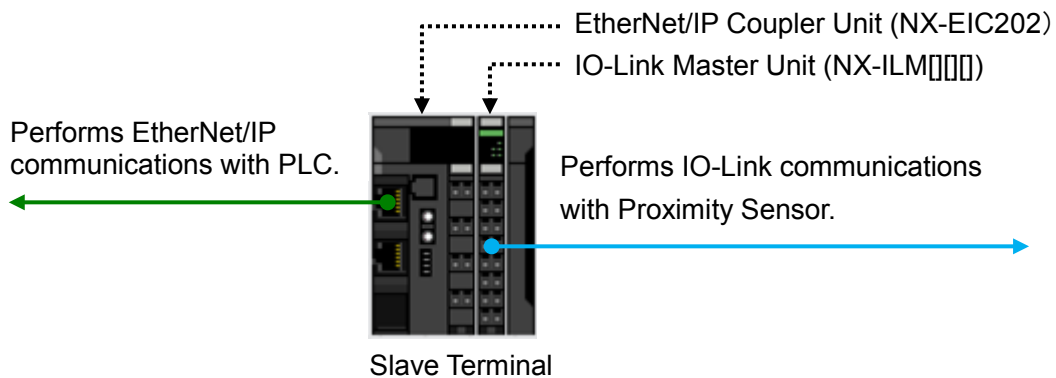 EtherNet/IP Coupler Unit (NX-EIC202）
IO-Link Master Unit (NX-ILM[][][])
Performs EtherNet/IP
communications with PLC.
Performs IO-Link communications
with Proximity Sensor.
Slave Terminal